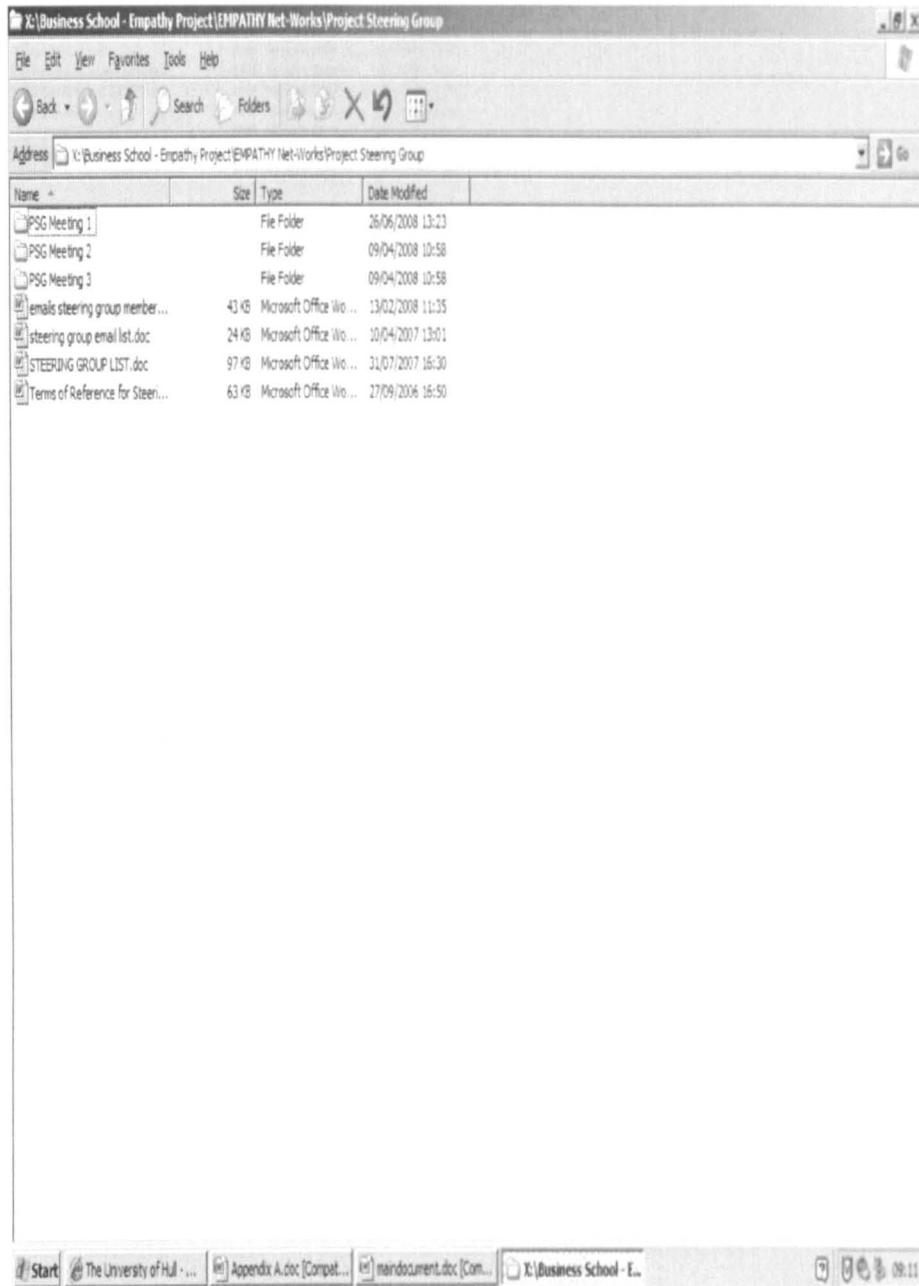 X:\Business School - Empathy Project\EMPATHY Net-Works\Project Steering Group
File Edit View Favorites Tools Help
Back Search Folders
Address X:\Business School - Empathy Project\EMPATHY Net-Works\Project Steering Group Go
Name Size Type Date Modified
PSG Meeting 1 File Folder 26/06/2008 13:23
PSG Meeting 2 File Folder 09/04/2008 10:58
PSG Meeting 3 File Folder 09/04/2008 10:58
emails steering group member... 43 KB Microsoft Office Wo... 13/02/2008 11:35
steering group email list.doc 24 KB Microsoft Office Wo... 10/04/2007 13:01
STEERING GROUP LIST.doc 97 KB Microsoft Office Wo... 31/07/2007 16:30
Terms of Reference for Steeri... 63 KB Microsoft Office Wo... 27/09/2006 16:50
Start The University of Hull - ... Appendix A.doc [Compat... maindocument.doc [Com... X:\Business School - E...